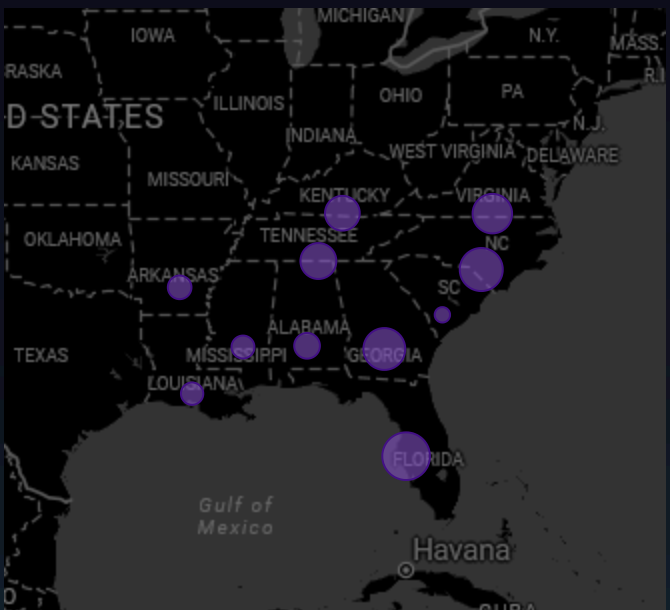 MICHIGAN
IOWA
N.Y.
MASS.
RASKA
R.I
OHIO
PA
ILLINOIS
D STATES
N.J.
INDIANA
WEST VIRGINIA
DELAWARE
KANSAS
MISSOURI
KENTUCKY
VIRGINIA
OKLAHOMA
TENNESSEE
NC
ARKANSAS
SC
ALABAMA
TEXAS
MISSISSIPPI
GEORGIA
LOUISIANA
FLORIDA
Gulf of
Mexico
Havana
O
CUBA